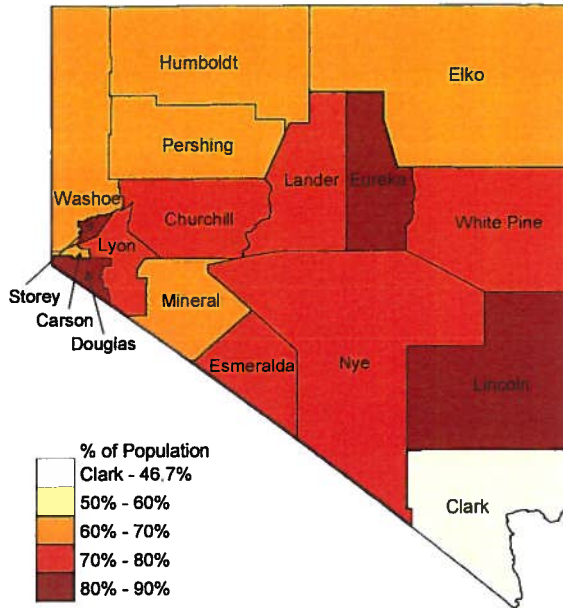 Humboldt
Elko
Pershing
Lander
Eureka
Washoe
Churchill
White Pine
Lyon
Storey
Carson
Douglas
Mineral
Esmeralda
Nye
Lincoln
Clark
% of Population
Clark - 46.7%
50% - 60%
60% - 70%
70% - 80%
80% - 90%